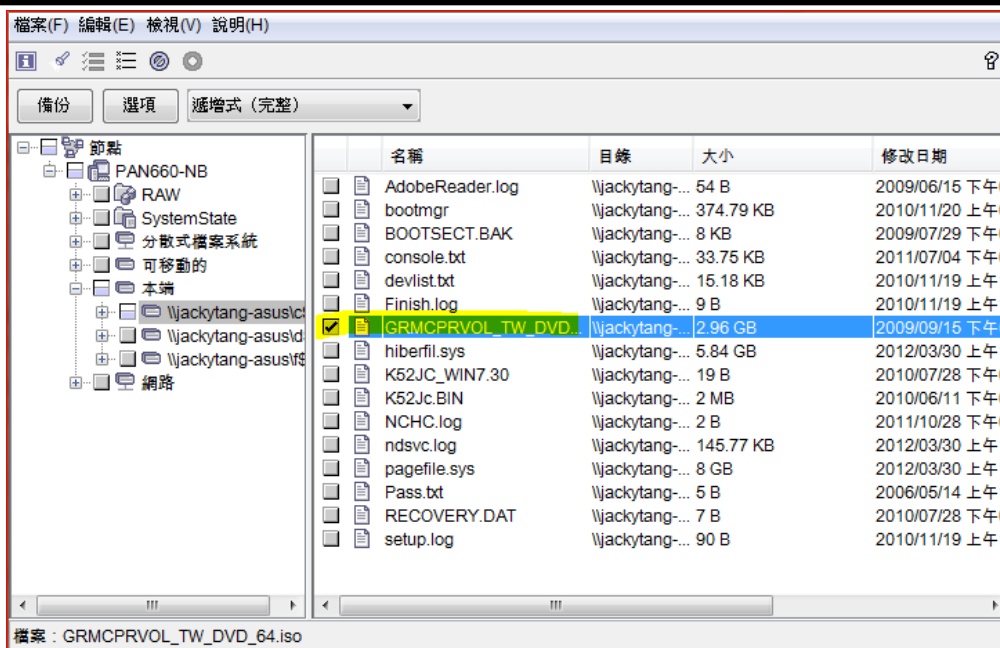 檔案(F) 編輯(E) 檢視(V) 說明(H)
備份 選項 遞增式（完整）
節點
PAN660-NB
RAW
SystemState
分散式檔案系統
可移動的
本端
\\jackytang-asus\c$
\\jackytang-asus\d
\\jackytang-asus\f$
網路
名稱 目錄 大小 修改日期
AdobeReader.log \\jackytang-... 54 B 2009/06/15 下午
bootmgr \\jackytang-... 374.79 KB 2010/11/20 上午
BOOTSECT.BAK \\jackytang-... 8 KB 2009/07/29 下午
console.txt \\jackytang-... 33.75 KB 2011/07/04 下午
devlist.txt \\jackytang-... 15.18 KB 2010/11/19 上午
Finish.log \\jackytang-... 9 B 2010/11/19 上午
GRMCPRVOL_TW_DVD... \\jackytang-... 2.96 GB 2009/09/15 下午
hiberfil.sys \\jackytang-... 5.84 GB 2012/03/30 上午
K52JC_WIN7.30 \\jackytang-... 19 B 2010/07/28 下午
K52Jc.BIN \\jackytang-... 2 MB 2010/06/11 下午
NCHC.log \\jackytang-... 2 B 2011/10/28 下午
ndsvc.log \\jackytang-... 145.77 KB 2012/03/30 上午
pagefile.sys \\jackytang-... 8 GB 2012/03/30 上午
Pass.txt \\jackytang-... 5 B 2006/05/14 上午
RECOVERY.DAT \\jackytang-... 7 B 2010/07/28 下午
setup.log \\jackytang-... 90 B 2010/11/19 上午
檔案：GRMCPRVOL_TW_DVD_64.iso